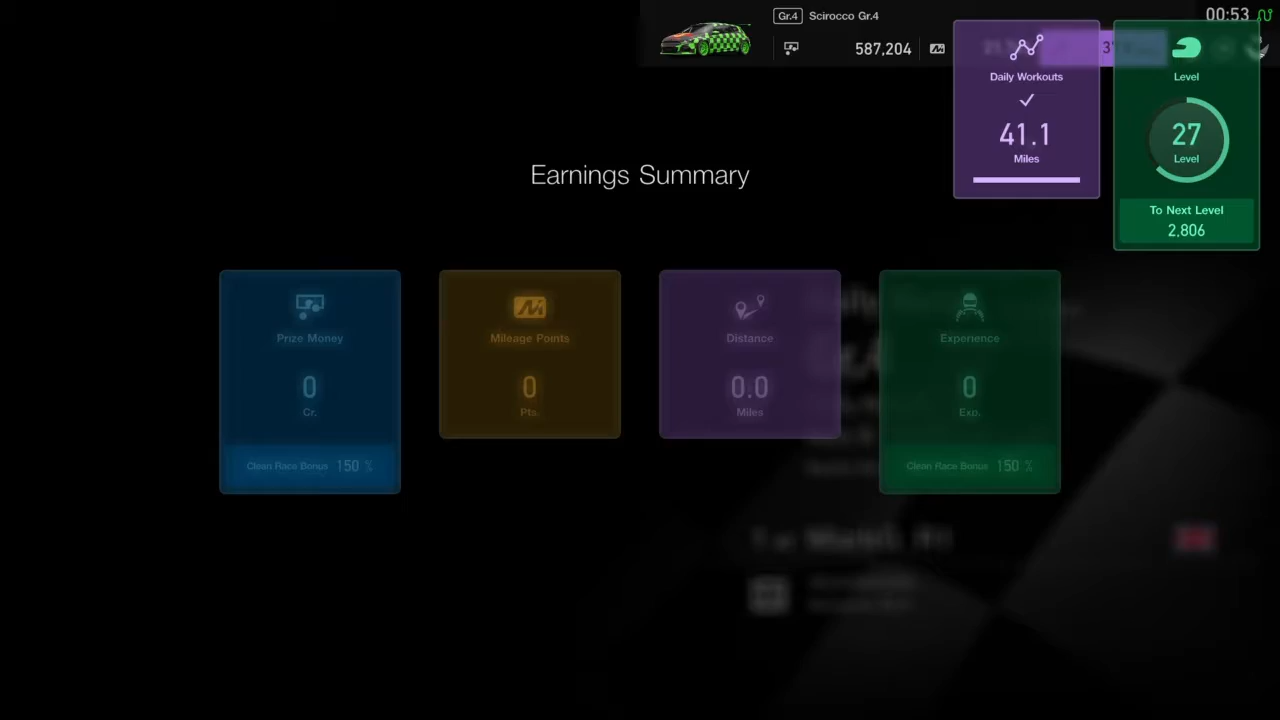 Gr.4 Scirocco Gr.4
00:53
587,204
Daily Workouts
41.1
Miles
Level
27
Level
To Next Level
2,806
Earnings Summary
Prize Money
0
Cr.
Clean Race Bonus 150 %
Mileage Points
0
Pts.
Distance
0.0
Miles
Experience
0
Exp.
Clean Race Bonus 150 %